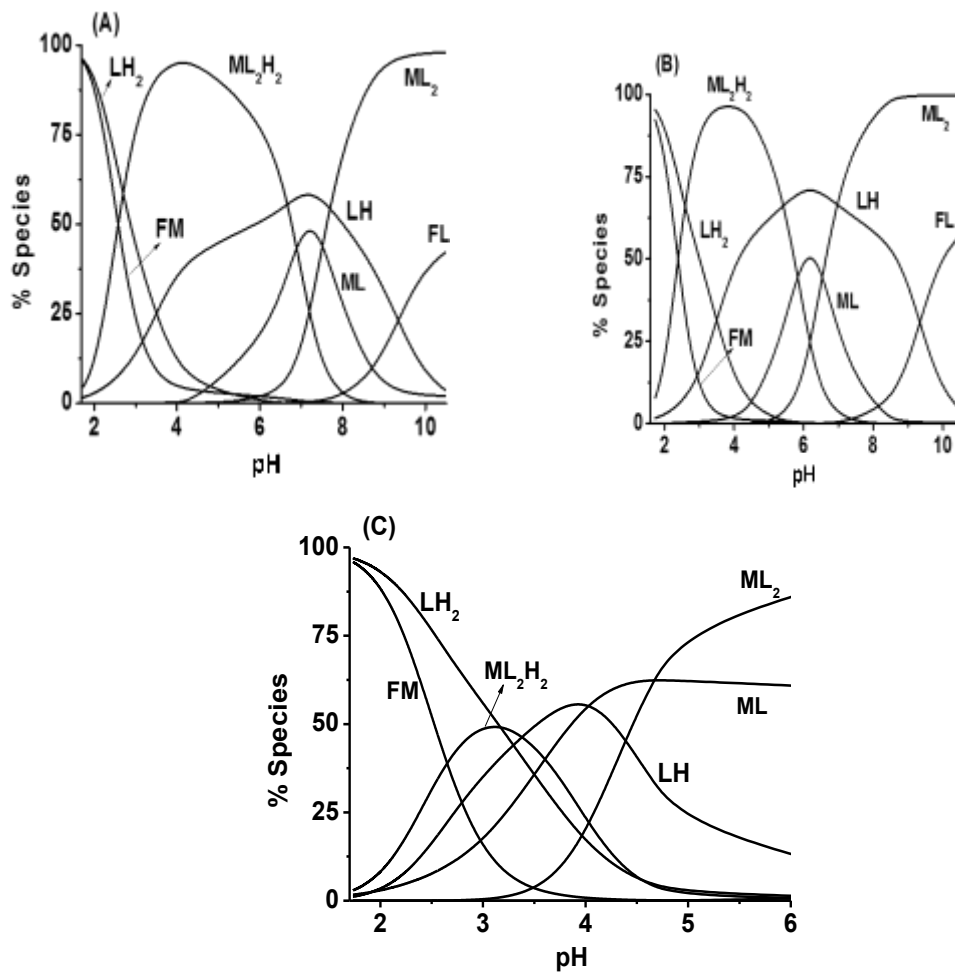 (A)
100
75
50
25
0
% Species
LH₂
ML₂H₂
ML₂
FM
LH
ML
FL
2 4 6 8 10
pH
(B)
100
75
50
25
0
% Species
ML₂H₂
ML₂
LH₂
LH
FM
ML
FL
2 4 6 8 10
pH
(C)
100
75
50
25
0
% Species
LH₂
ML₂
FM
ML₂H₂
ML
LH
2 3 4 5 6
pH